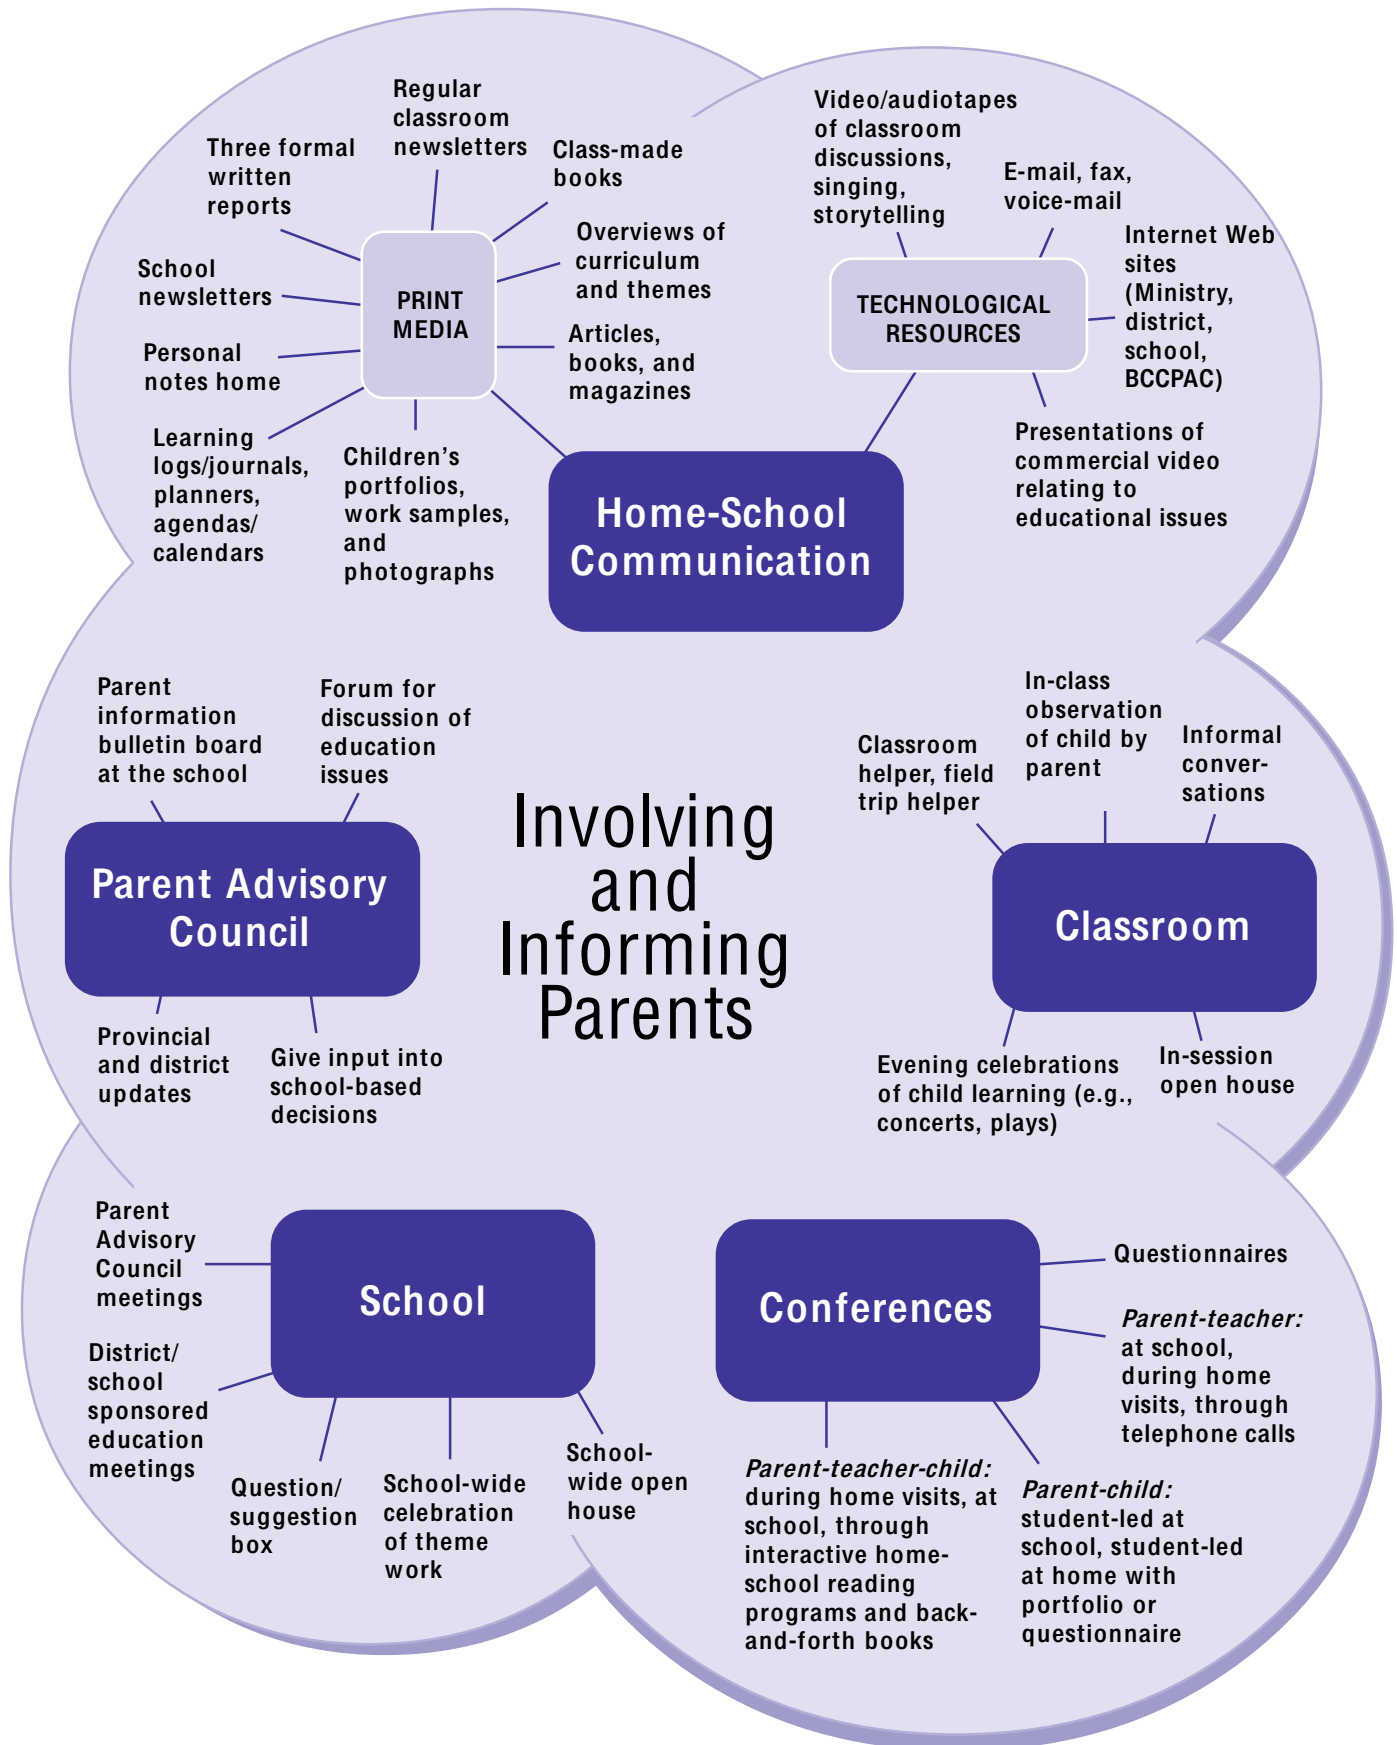 Regular
classroom
newsletters
Three formal
written
reports
Class-made
books
School
newsletters
Overviews of
curriculum
and themes
PRINT
MEDIA
Personal
notes home
Articles,
books, and
magazines
Learning
logs/journals,
planners,
agendas/
calendars
Children's
portfolios,
work samples,
and
photographs
Video/audiotapes
of classroom
discussions,
singing,
storytelling
E-mail, fax,
voice-mail
Internet Web
sites
(Ministry,
district,
school,
BCCPAC)
TECHNOLOGICAL
RESOURCES
Presentations of
commercial video
relating to
educational issues
Home-School
Communication
Parent
information
bulletin board
at the school
Forum for
discussion of
education
issues
Parent Advisory
Council
Provincial
and district
updates
Give input into
school-based
decisions
Involving
and
Informing
Parents
Classroom
helper, field
trip helper
In-class
observation
of child by
parent
Informal
conver-
sations
Classroom
Evening celebrations
of child learning (e.g.,
concerts, plays)
In-session
open house
Parent
Advisory
Council
meetings
School
District/
school
sponsored
education
meetings
Question/
suggestion
box
School-wide
celebration
of theme
work
School-
wide open
house
Conferences
Questionnaires
Parent-teacher:
at school,
during home
visits, through
telephone calls
Parent-teacher-child:
during home visits, at
school, through
interactive home-
school reading
programs and back-
and-forth books
Parent-child:
student-led at
school, student-led
at home with
portfolio or
questionnaire